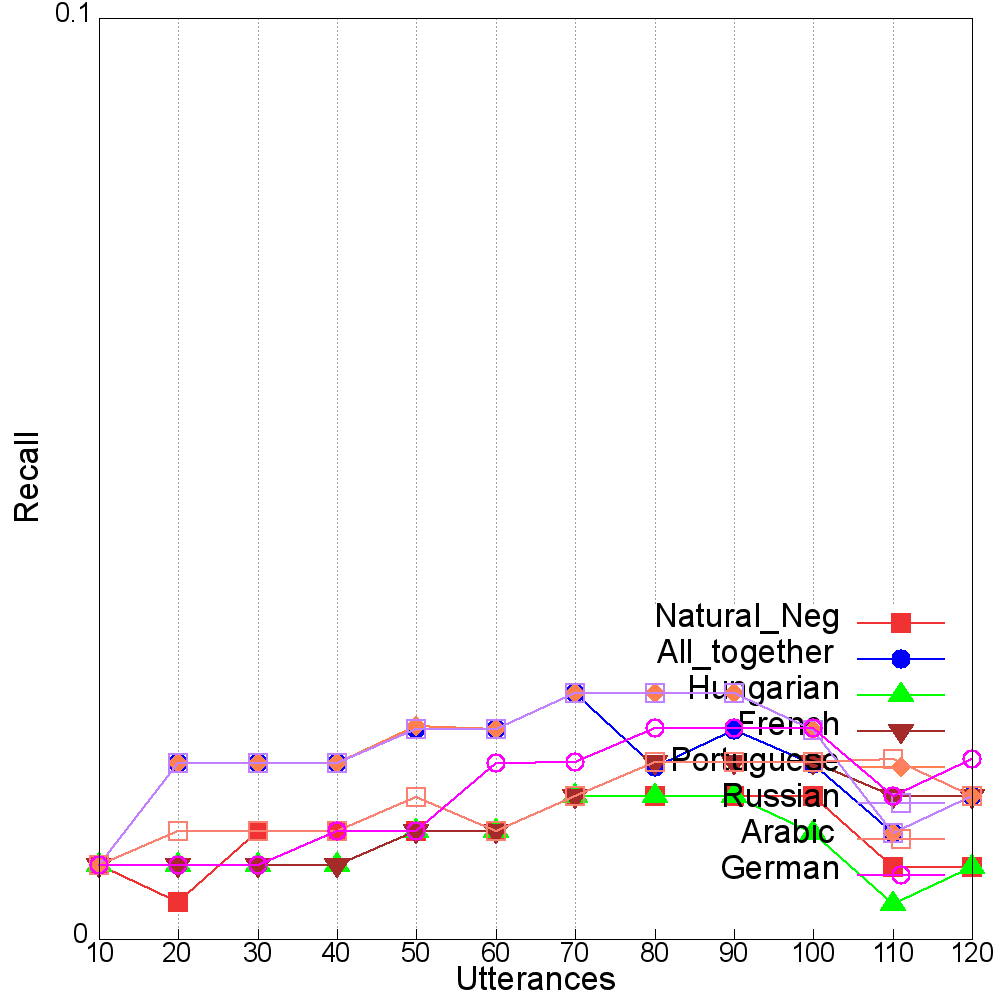 0.1
Recall
Natural_Neg
All_together
Hungarian
French
Portuguese
Russian
Arabic
German
0
10 20 30 40 50 60 70 80 90 100 110 120
Utterances